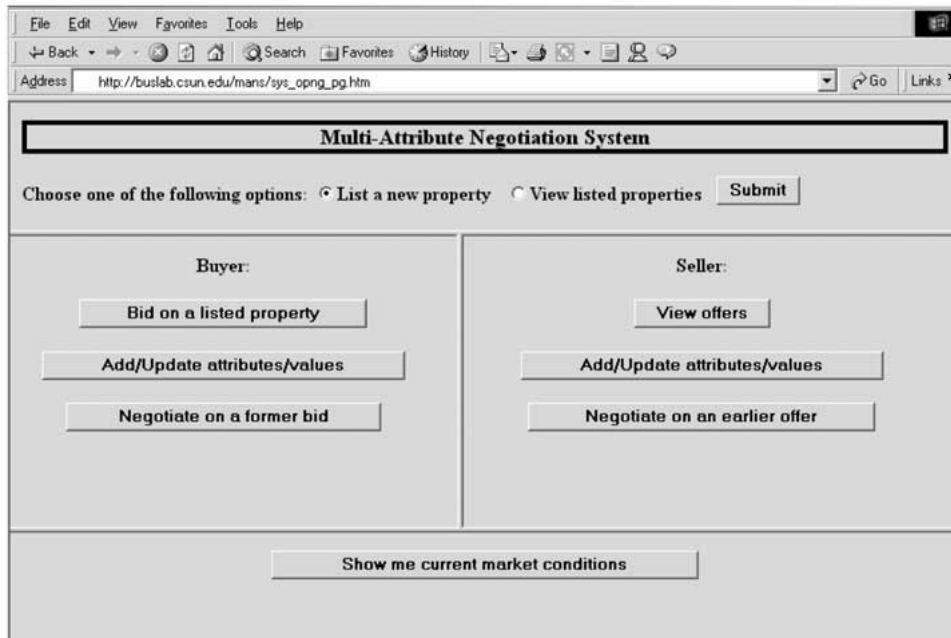 File Edit View Favorites Tools Help
Back Search Favorites History
Address http://buslab.csun.edu/mans/sys_opng_pg.htm Go Links
Multi-Attribute Negotiation System
Choose one of the following options: List a new property View listed properties Submit
Buyer:
Bid on a listed property
Add/Update attributes/values
Negotiate on a former bid
Seller:
View offers
Add/Update attributes/values
Negotiate on an earlier offer
Show me current market conditions